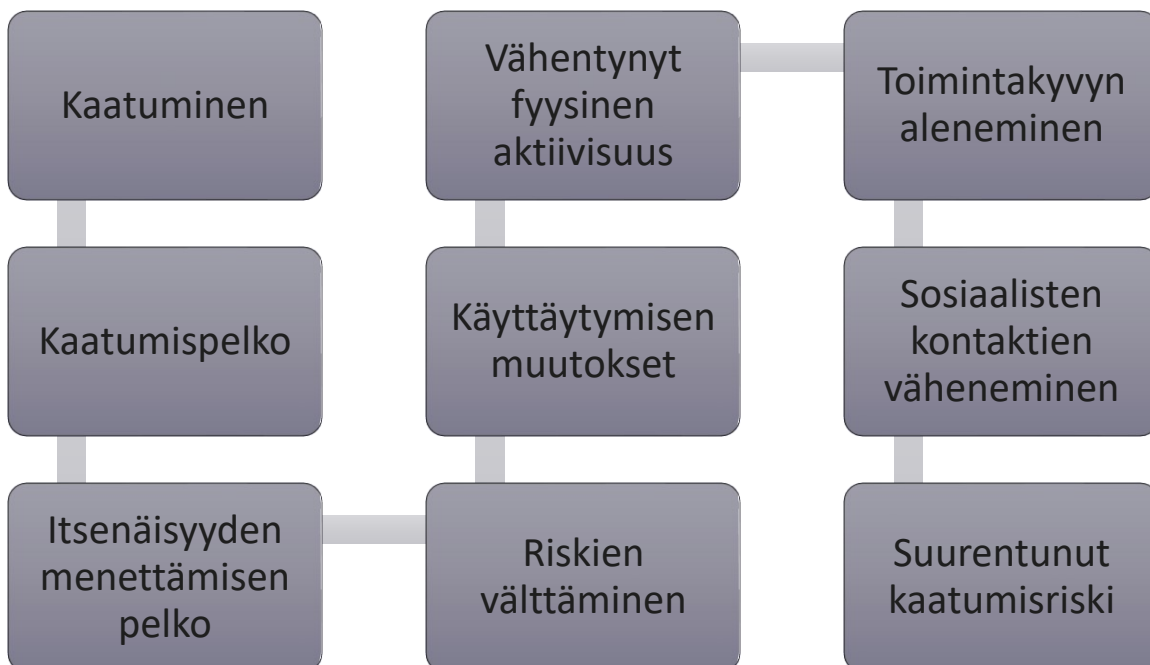 Kaatuminen
Kaatumispelko
Itsenäisyyden
menettämisen
pelko
Riskien
välttäminen
Käyttäytymisen
muutokset
Vähentynyt
fyysinen
aktiivisuus
Toimintakyvyn
aleneminen
Sosiaalisten
kontaktien
väheneminen
Suurentunut
kaatumisriski